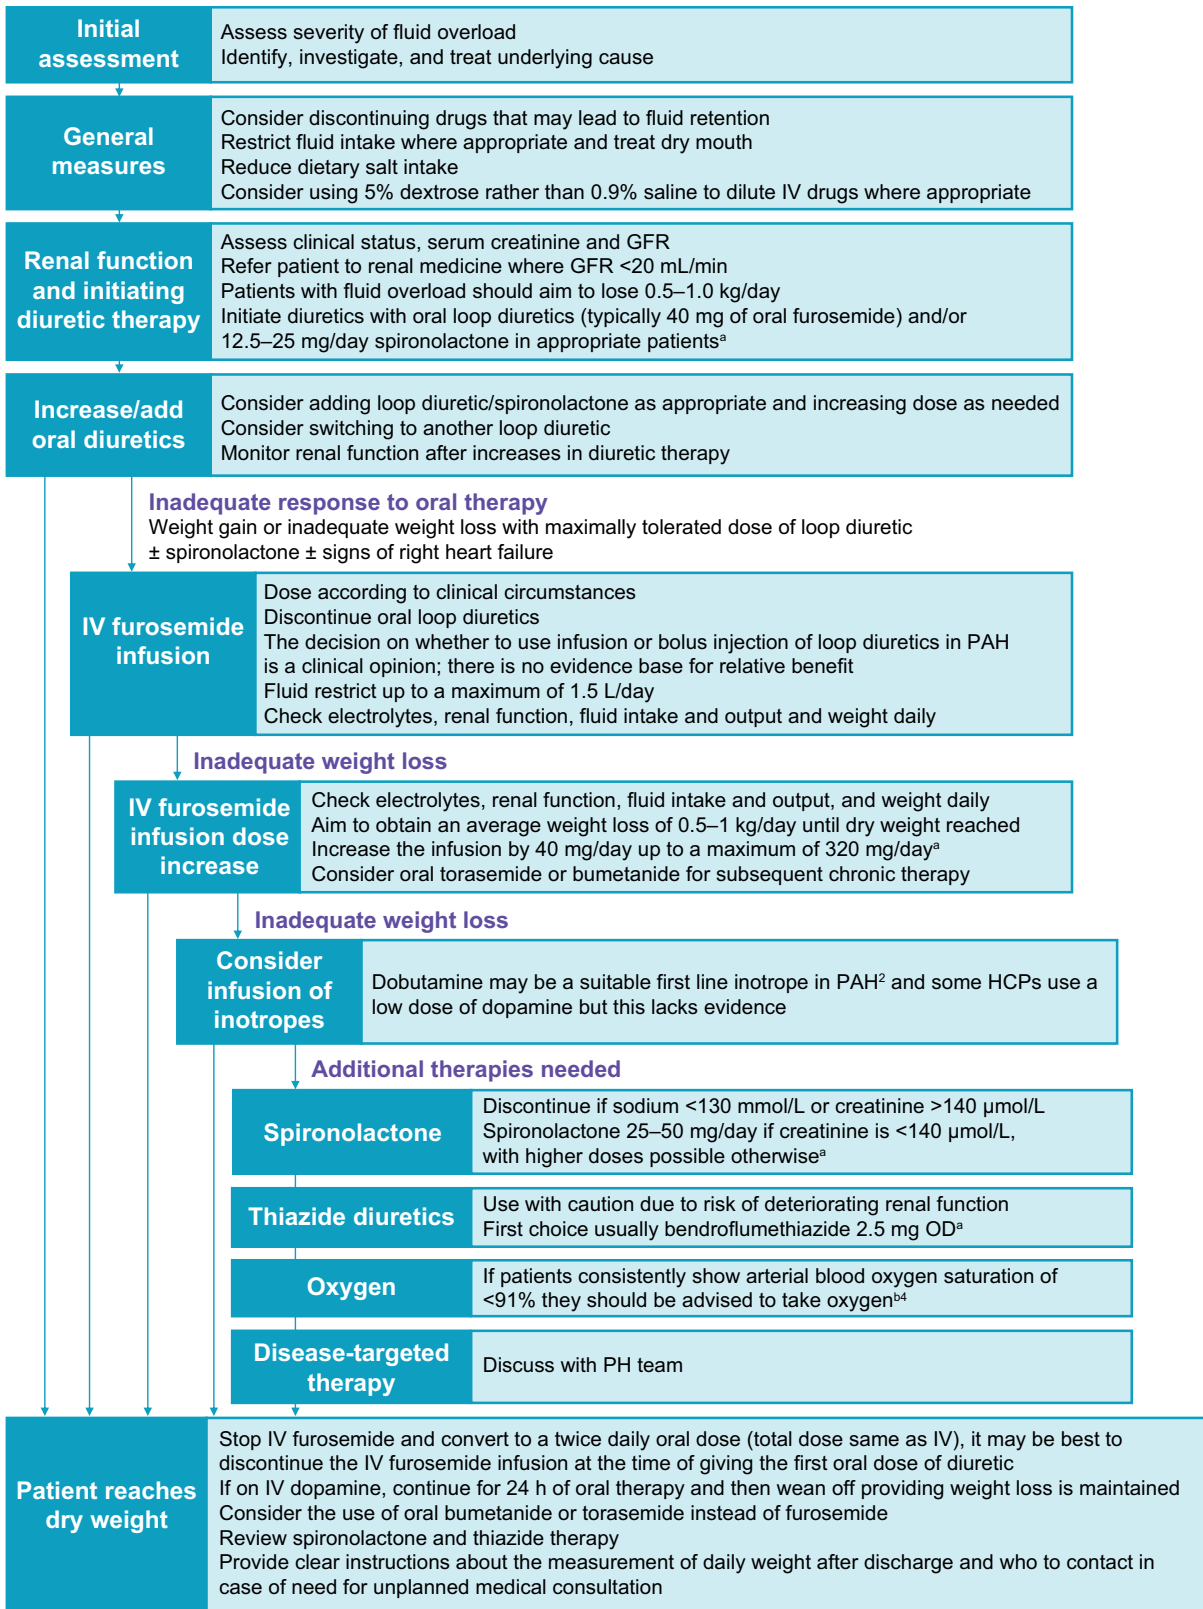 Initial
assessment
Assess severity of fluid overload
Identify, investigate, and treat underlying cause
General
measures
Consider discontinuing drugs that may lead to fluid retention
Restrict fluid intake where appropriate and treat dry mouth
Reduce dietary salt intake
Consider using 5% dextrose rather than 0.9% saline to dilute IV drugs where appropriate
Renal function
and initiating
diuretic therapy
Assess clinical status, serum creatinine and GFR
Refer patient to renal medicine where GFR <20 mL/min
Patients with fluid overload should aim to lose 0.5–1.0 kg/day
Initiate diuretics with oral loop diuretics (typically 40 mg of oral furosemide) and/or
12.5–25 mg/day spironolactone in appropriate patientsᵃ
Increase/add
oral diuretics
Consider adding loop diuretic/spironolactone as appropriate and increasing dose as needed
Consider switching to another loop diuretic
Monitor renal function after increases in diuretic therapy
Inadequate response to oral therapy
Weight gain or inadequate weight loss with maximally tolerated dose of loop diuretic
± spironolactone ± signs of right heart failure
IV furosemide
infusion
Dose according to clinical circumstances
Discontinue oral loop diuretics
The decision on whether to use infusion or bolus injection of loop diuretics in PAH
is a clinical opinion; there is no evidence base for relative benefit
Fluid restrict up to a maximum of 1.5 L/day
Check electrolytes, renal function, fluid intake and output and weight daily
Inadequate weight loss
IV furosemide
infusion dose
increase
Check electrolytes, renal function, fluid intake and output, and weight daily
Aim to obtain an average weight loss of 0.5–1 kg/day until dry weight reached
Increase the infusion by 40 mg/day up to a maximum of 320 mg/dayᵃ
Consider oral torasemide or bumetanide for subsequent chronic therapy
Inadequate weight loss
Consider
infusion of
inotropes
Dobutamine may be a suitable first line inotrope in PAH² and some HCPs use a
low dose of dopamine but this lacks evidence
Additional therapies needed
Spironolactone
Discontinue if sodium <130 mmol/L or creatinine >140 µmol/L
Spironolactone 25–50 mg/day if creatinine is <140 µmol/L,
with higher doses possible otherwiseᵃ
Thiazide diuretics
Use with caution due to risk of deteriorating renal function
First choice usually bendroflumethiazide 2.5 mg ODᵃ
Oxygen
If patients consistently show arterial blood oxygen saturation of
<91% they should be advised to take oxygenᵇ⁴
Disease-targeted
therapy
Discuss with PH team
Patient reaches
dry weight
Stop IV furosemide and convert to a twice daily oral dose (total dose same as IV), it may be best to
discontinue the IV furosemide infusion at the time of giving the first oral dose of diuretic
If on IV dopamine, continue for 24 h of oral therapy and then wean off providing weight loss is maintained
Consider the use of oral bumetanide or torasemide instead of furosemide
Review spironolactone and thiazide therapy
Provide clear instructions about the measurement of daily weight after discharge and who to contact in
case of need for unplanned medical consultation